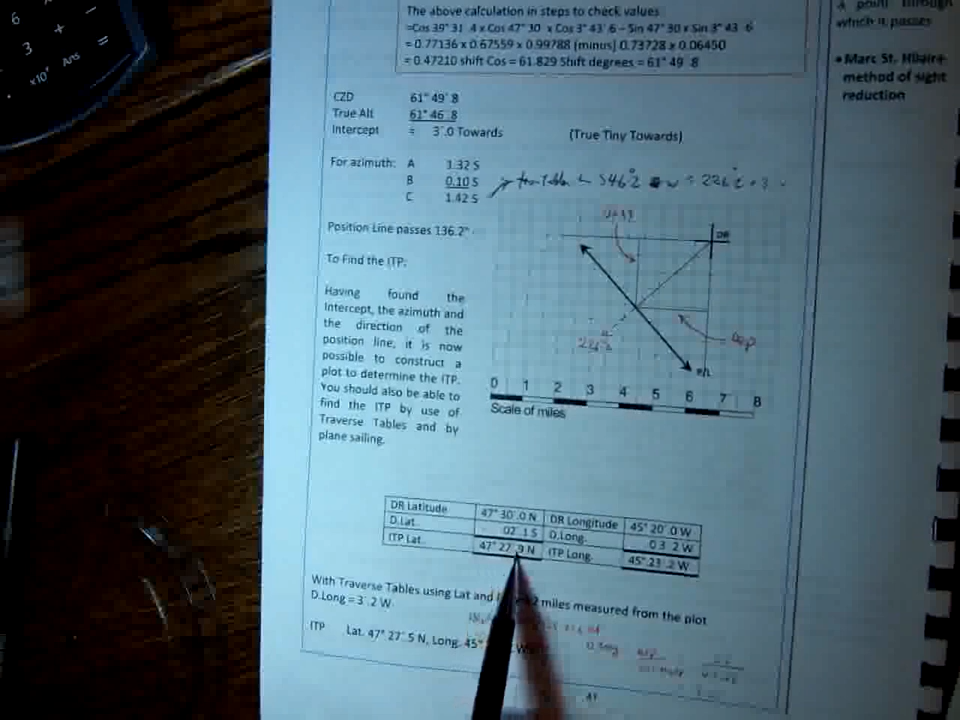 The above calculation in steps to check values
=Cos 39° 31 .4 x Cos 47° 30 x Cos 3° 43 .6 – Sin 47° 30 x Sin 3° 43 .6
= 0.77136 x 0.67559 x 0.99788 (minus) 0.73728 x 0.06450
= 0.47210 shift Cos = 61.829 Shift degrees = 61° 49 .8
which it passes
• Marc St. Hilaire
method of sight
reduction
CZD 61° 49'.8
True Alt 61° 46 .8
Intercept = 3'.0 Towards (True Tiny Towards)
For azimuth: A 1.32 S
B 0.10 S
C 1.42 S
Position Line passes 136.2°
To Find the ITP:
Having found the
Intercept, the azimuth and
the direction of the
position line, it is now
possible to construct a
plot to determine the ITP.
You should also be able to
find the ITP by use of
Traverse Tables and by
plane sailing.
DR
Dep
P/L
0 1 2 3 4 5 6 7 8
Scale of miles
DR Latitude 47° 30'.0 N DR Longitude 45° 20'.0 W
D.Lat. 02'.1 S D.Long. 0 3'.2 W
ITP Lat. 47° 27'.9 N ITP Long. 45° 23'.2 W
With Traverse Tables using Lat and miles measured from the plot
D.Long = 3'.2 W
ITP Lat. 47° 27'.5 N, Long. 45°
41
6
3 + −
. ×10ˣ Ans =